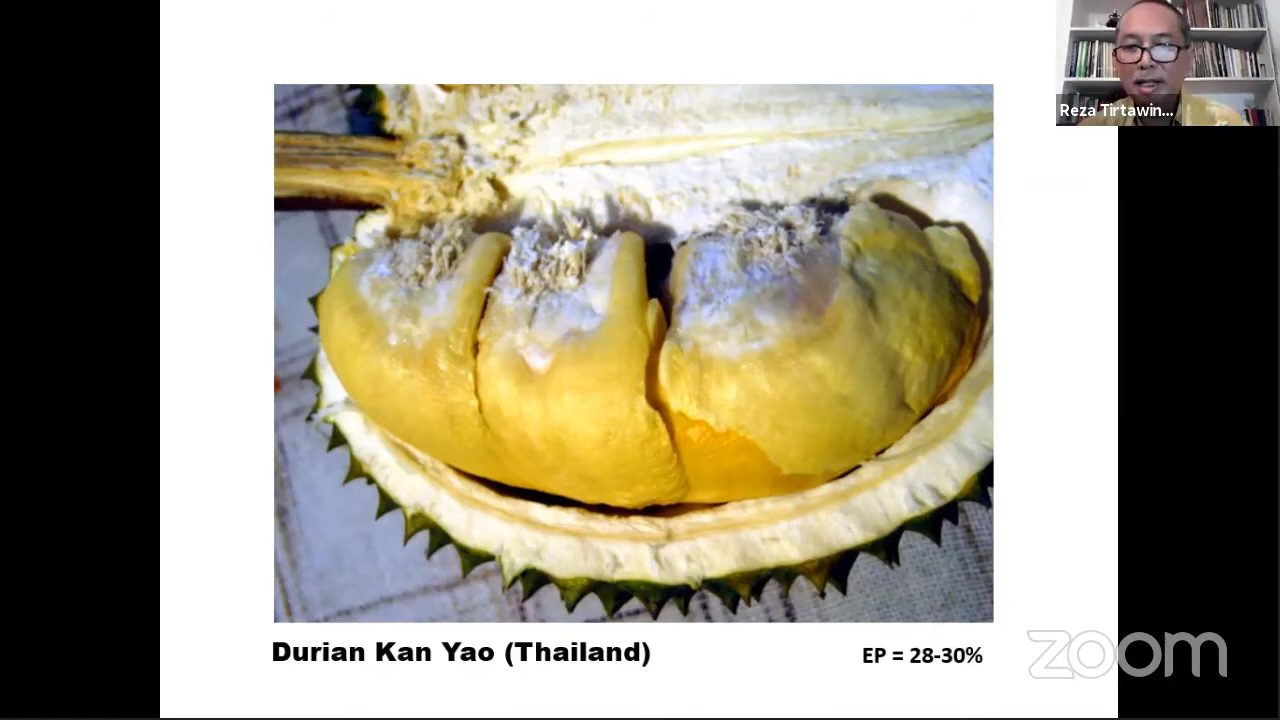 Reza Tirtawin...
Durian Kan Yao (Thailand)
EP = 28-30%
zoom